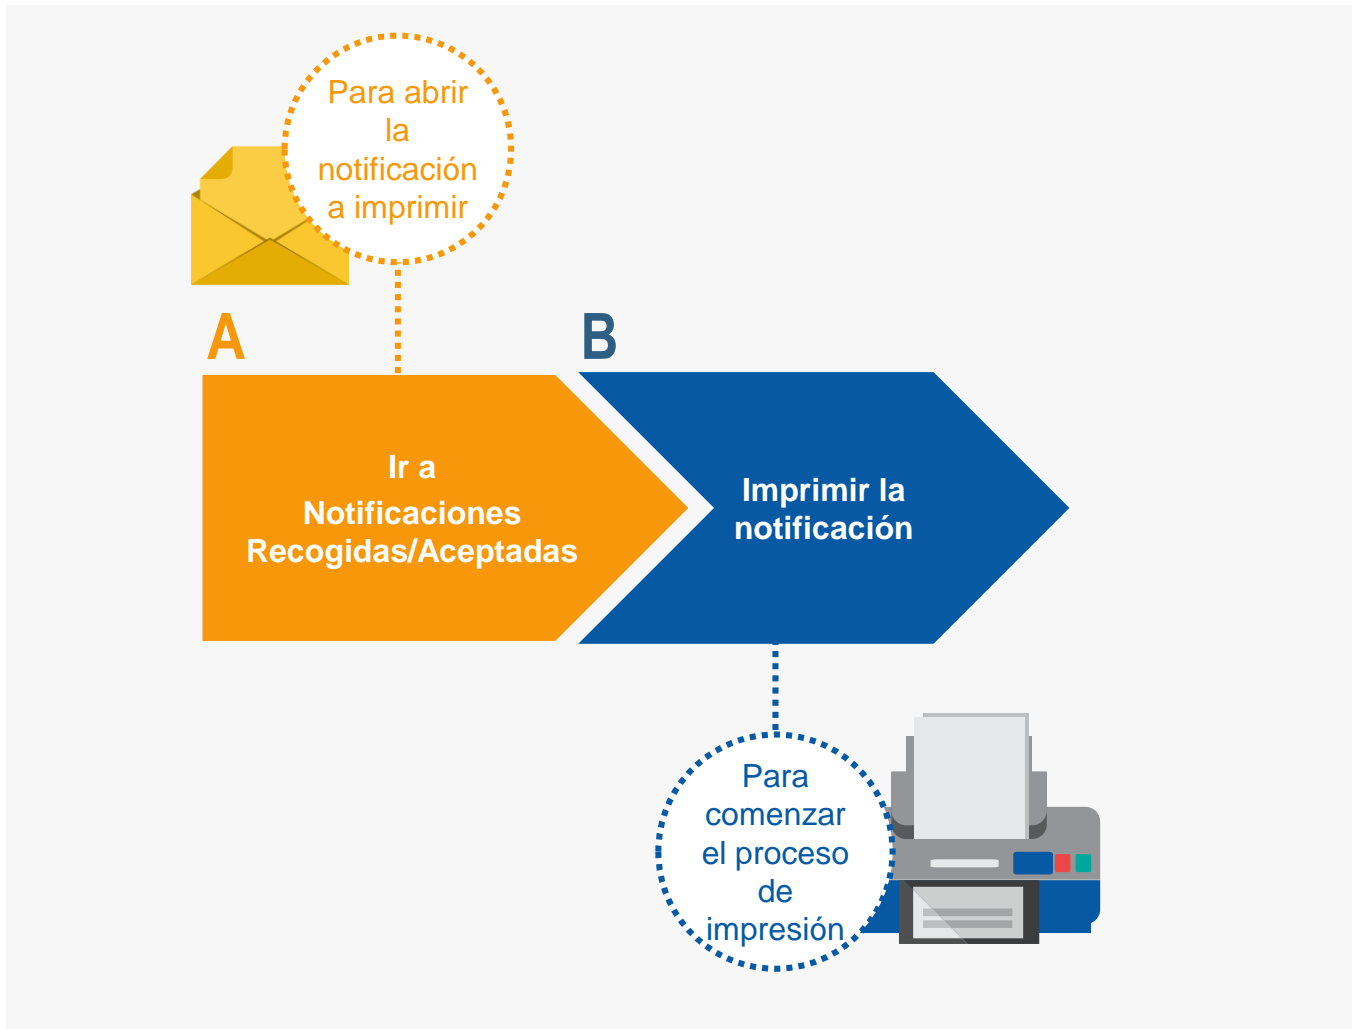 Para abrir
la
notificación
a imprimir
A
B
Ir a
Notificaciones
Recogidas/Aceptadas
Imprimir la
notificación
Para
comenzar
el proceso
de
impresión